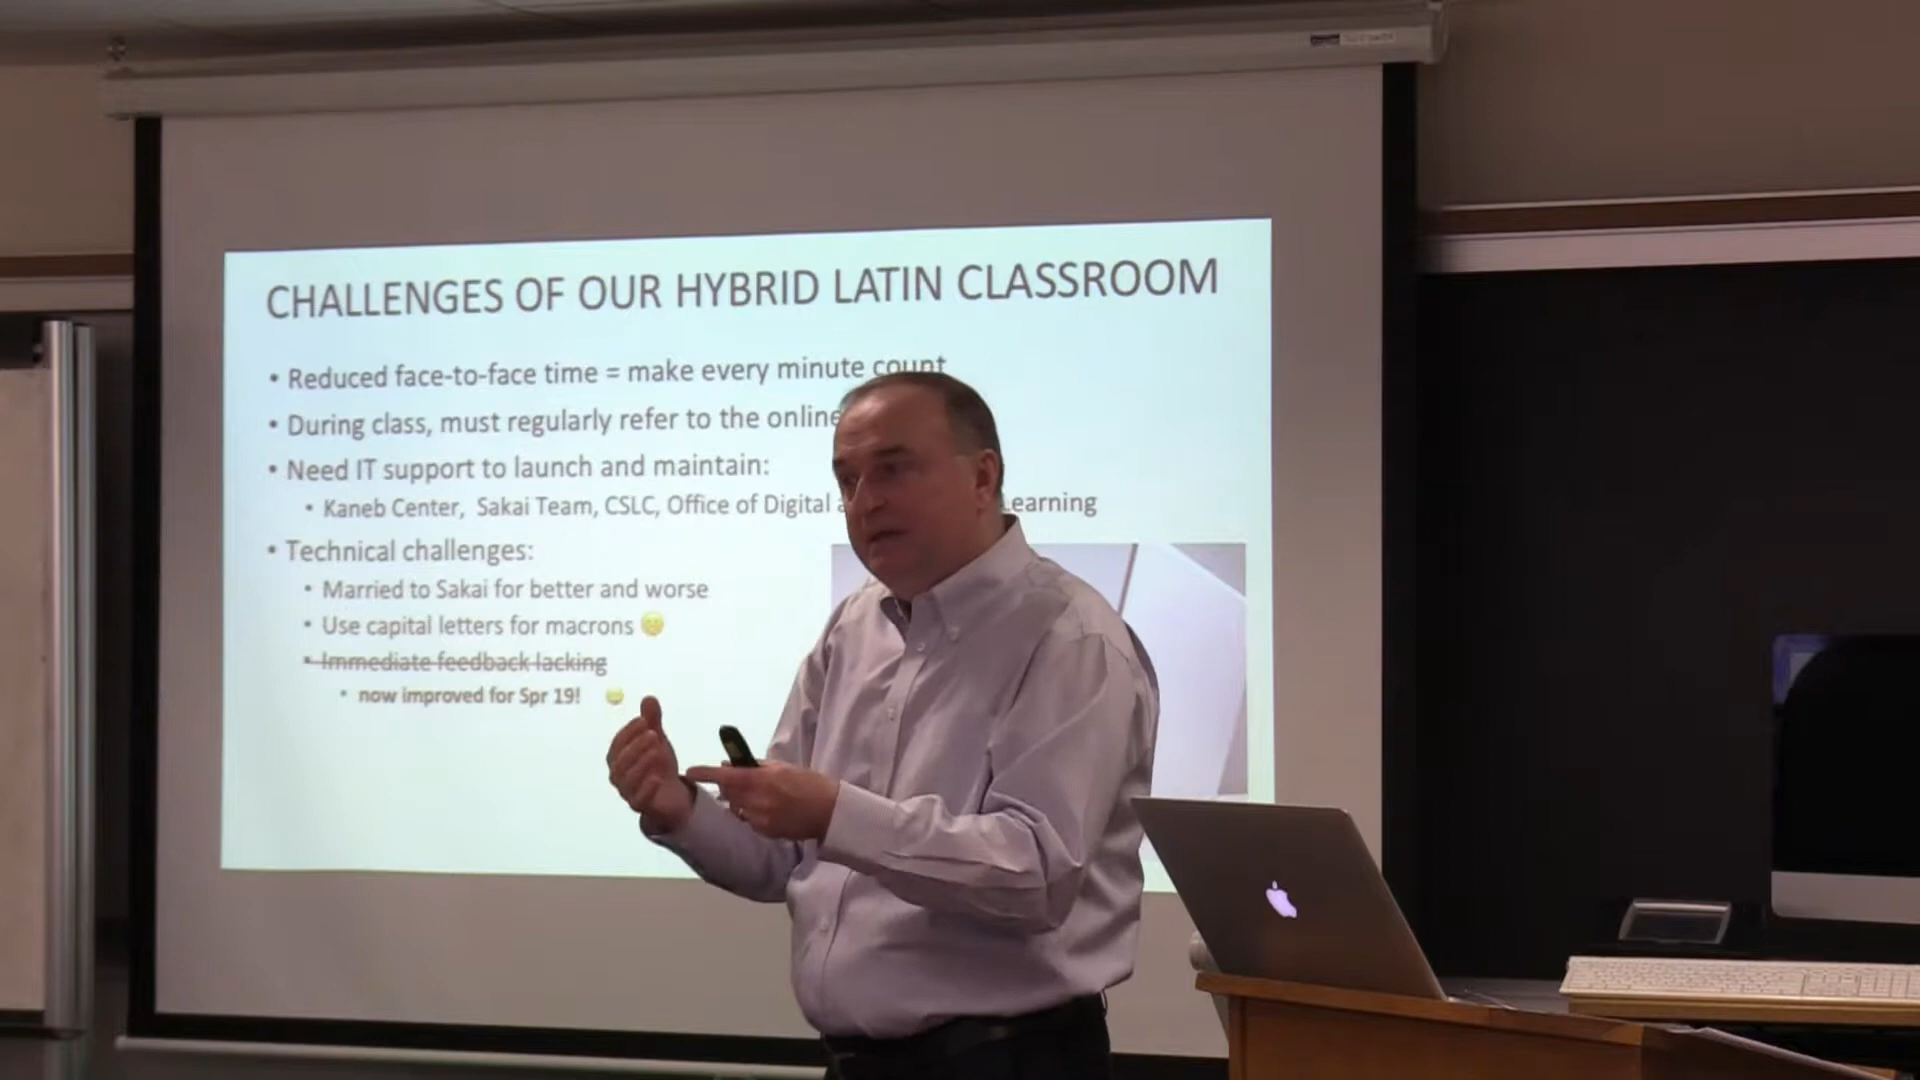 CHALLENGES OF OUR HYBRID LATIN CLASSROOM
• Reduced face-to-face time = make every minute count
• During class, must regularly refer to the online
• Need IT support to launch and maintain:
• Kaneb Center, Sakai Team, CSLC, Office of Digital Learning
• Technical challenges:
• Married to Sakai for better and worse
• Use capital letters for macrons
• Immediate feedback lacking
• now improved for Spr 19!